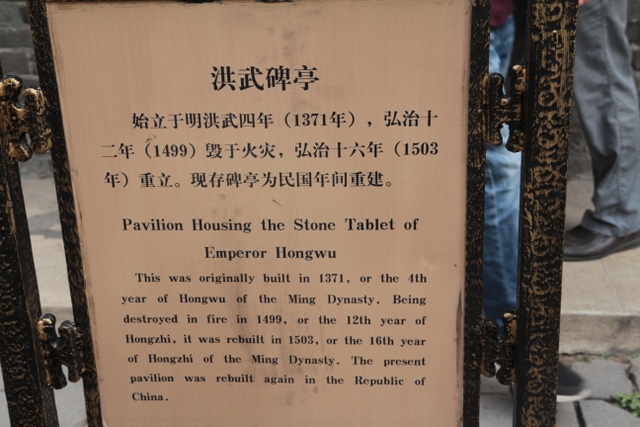 洪武碑亭
始立于明洪武四年（1371年），弘治十
二年（1499）毁于火灾，弘治十六年（1503
年）重立。现存碑亭为民国年间重建。
Pavilion Housing the Stone Tablet of
Emperor Hongwu
This was originally built in 1371, or the 4th
year of Hongwu of the Ming Dynasty. Being
destroyed in fire in 1499, or the 12th year of
Hongzhi, it was rebuilt in 1503, or the 16th year
of Hongzhi of the Ming Dynasty. The present
pavilion was rebuilt again in the Republic of
China.